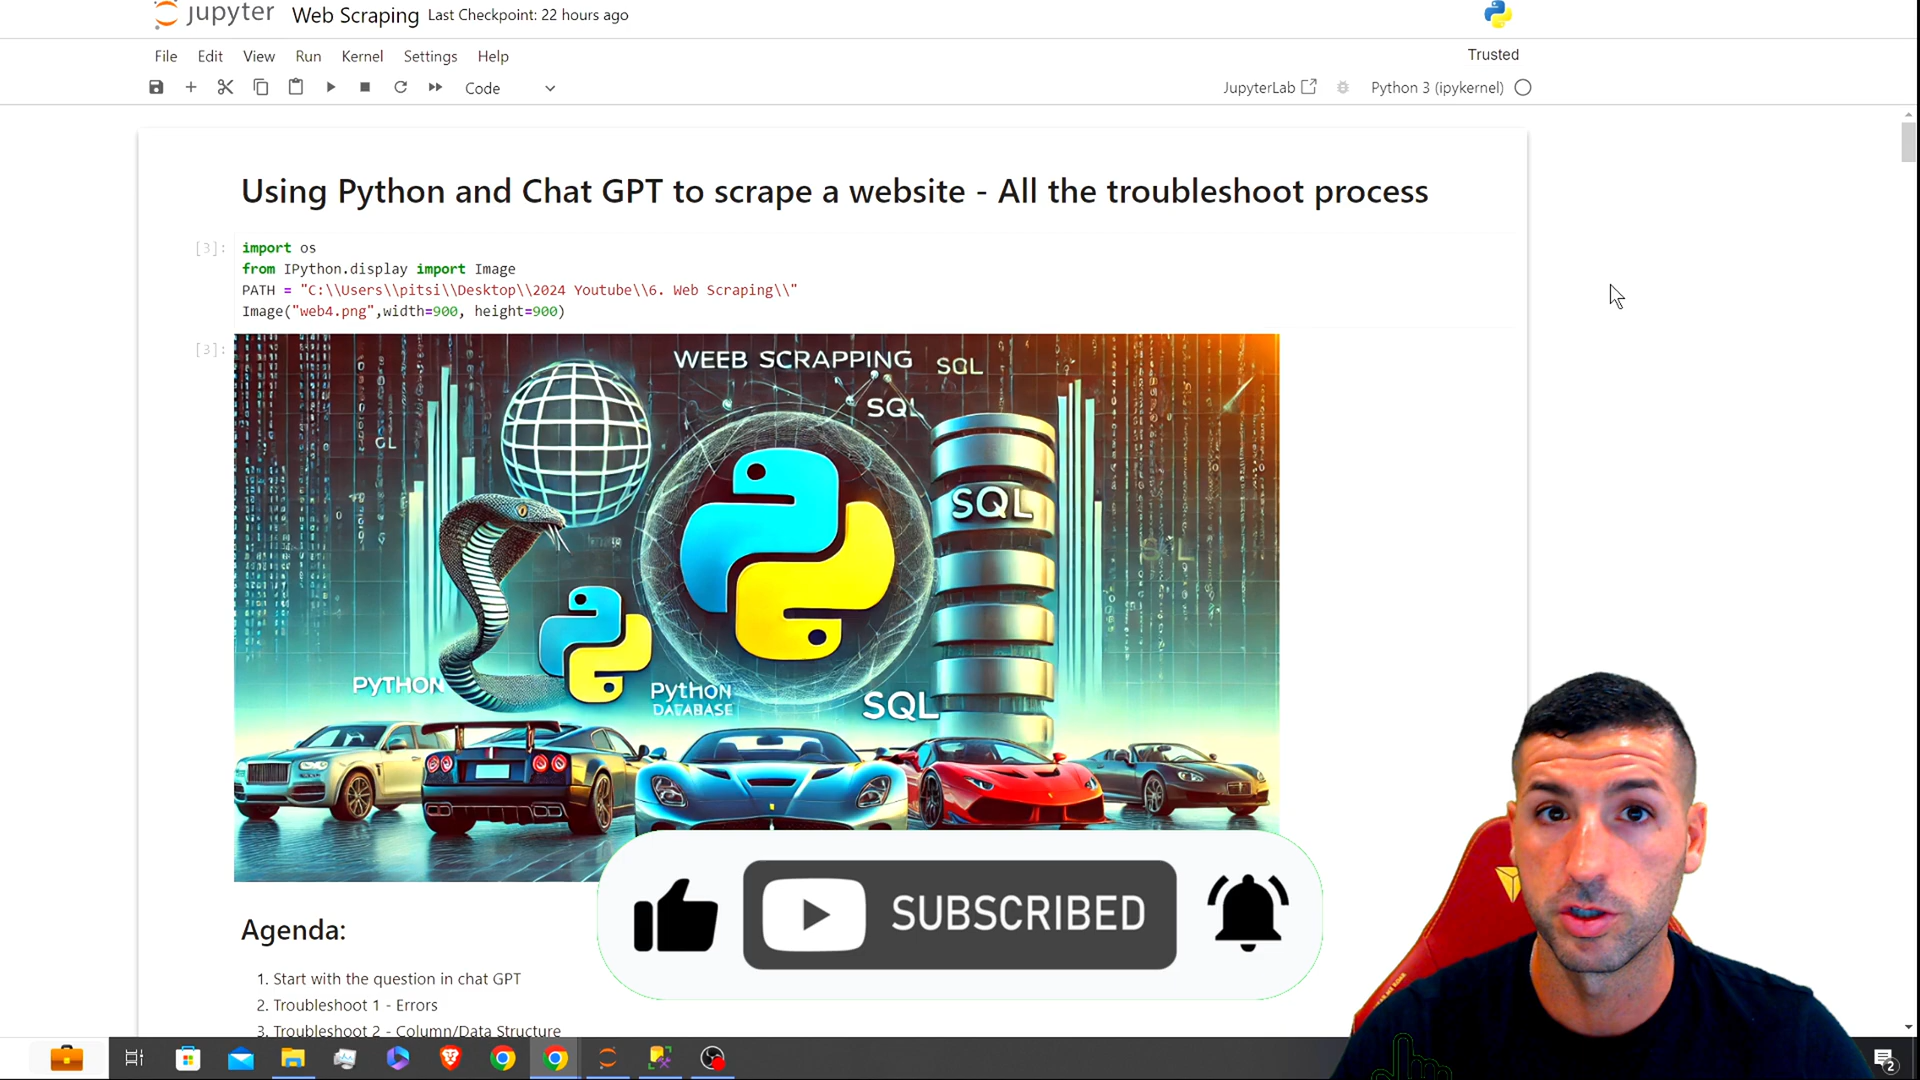 jupyter Web Scraping Last Checkpoint: 22 hours ago
File Edit View Run Kernel Settings Help
Trusted
Code
JupyterLab
Python 3 (ipykernel)
Using Python and Chat GPT to scrape a website - All the troubleshoot process
[3]:
import os
from IPython.display import Image
PATH = "C:\\Users\\pitsi\\Desktop\\2024 Youtube\\6. Web Scraping\\"
Image("web4.png",width=900, height=900)
[3]:
WEEB SCRAPPING
SQL
SQL
GL
SQL
PYTHON
Python
DATABASE
SQL
SUBSCRIBED
Agenda:
1. Start with the question in chat GPT
2. Troubleshoot 1 - Errors
3. Troubleshoot 2 - Column/Data Structure
2